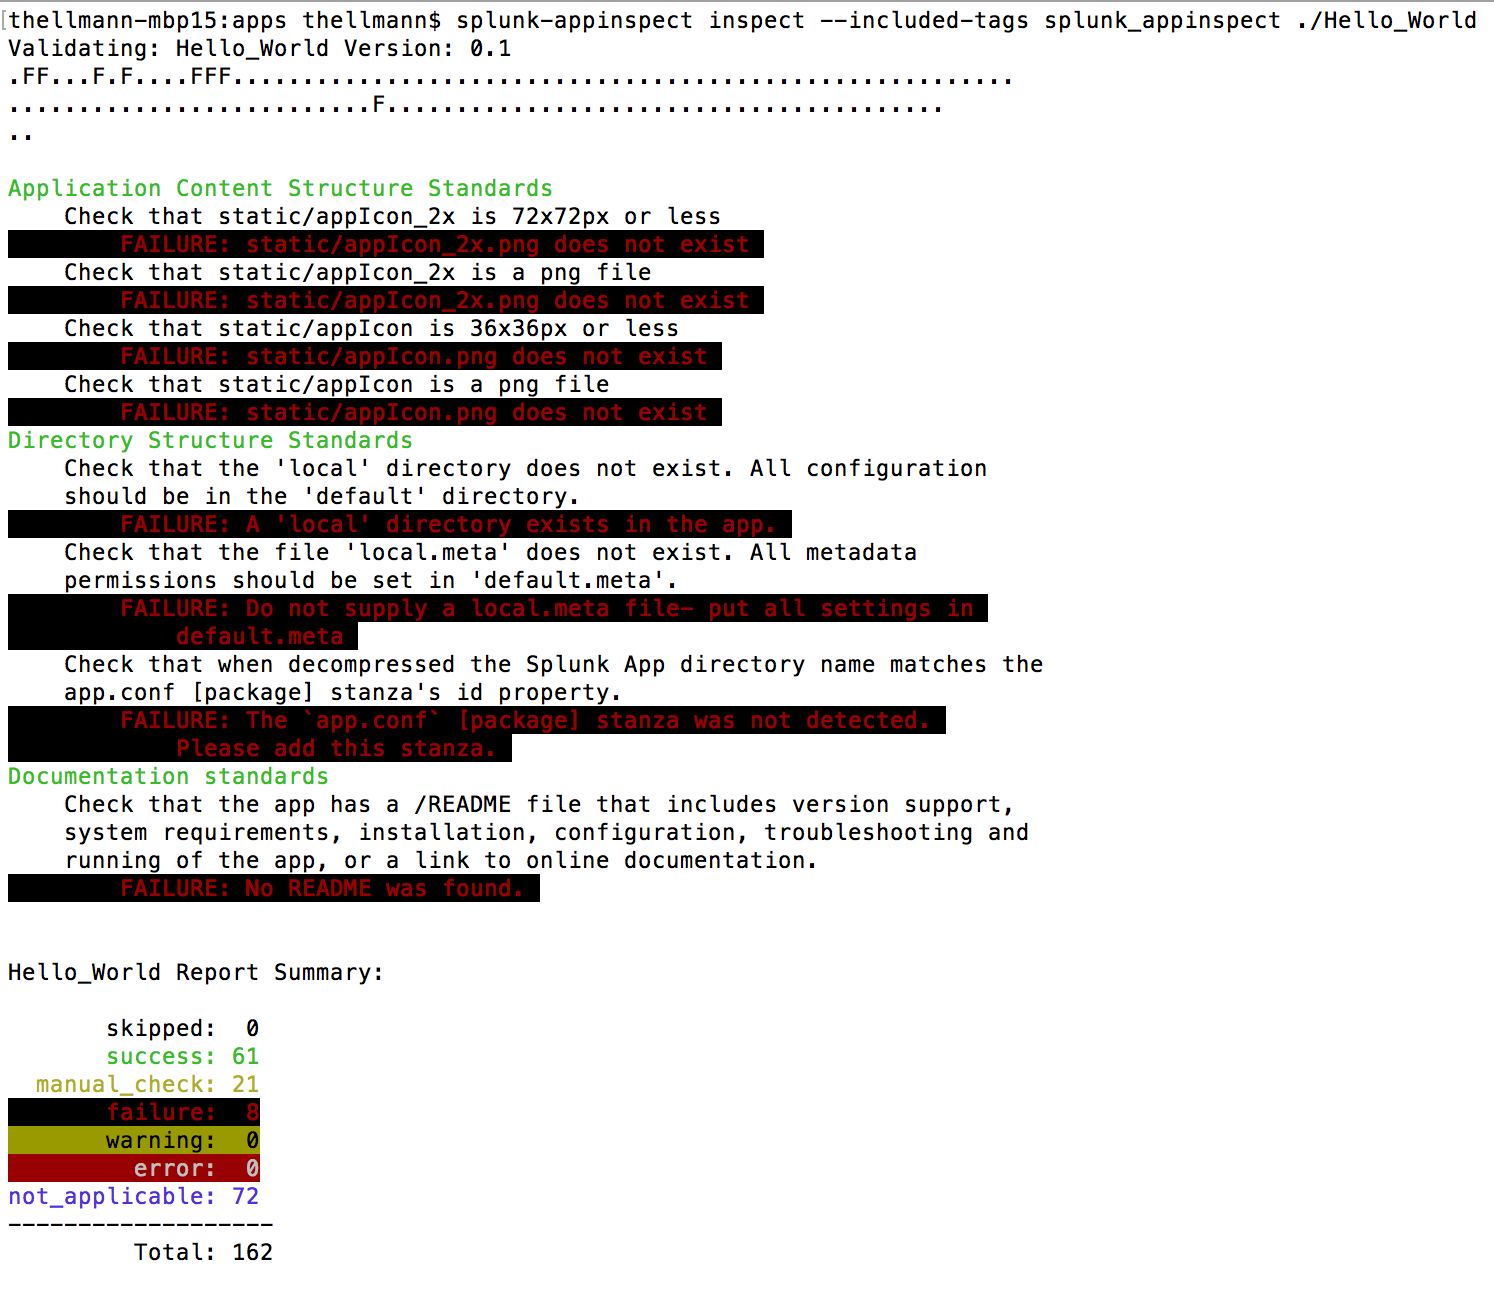 thellmann-mbp15:apps thellmann$ splunk-appinspect inspect --included-tags splunk_appinspect ./Hello_World
Validating: Hello_World Version: 0.1
.FF...F.F....FFF........................................................
..........................F........................................
..
Application Content Structure Standards
Check that static/appIcon_2x is 72x72px or less
FAILURE: static/appIcon_2x.png does not exist
Check that static/appIcon_2x is a png file
FAILURE: static/appIcon_2x.png does not exist
Check that static/appIcon is 36x36px or less
FAILURE: static/appIcon.png does not exist
Check that static/appIcon is a png file
FAILURE: static/appIcon.png does not exist
Directory Structure Standards
Check that the 'local' directory does not exist. All configuration
should be in the 'default' directory.
FAILURE: A 'local' directory exists in the app.
Check that the file 'local.meta' does not exist. All metadata
permissions should be set in 'default.meta'.
FAILURE: Do not supply a local.meta file- put all settings in
default.meta
Check that when decompressed the Splunk App directory name matches the
app.conf [package] stanza's id property.
FAILURE: The `app.conf` [package] stanza was not detected.
Please add this stanza.
Documentation standards
Check that the app has a /README file that includes version support,
system requirements, installation, configuration, troubleshooting and
running of the app, or a link to online documentation.
FAILURE: No README was found.
Hello_World Report Summary:
skipped: 0
success: 61
manual_check: 21
failure: 8
warning: 0
error: 0
not_applicable: 72
-------------------
Total: 162